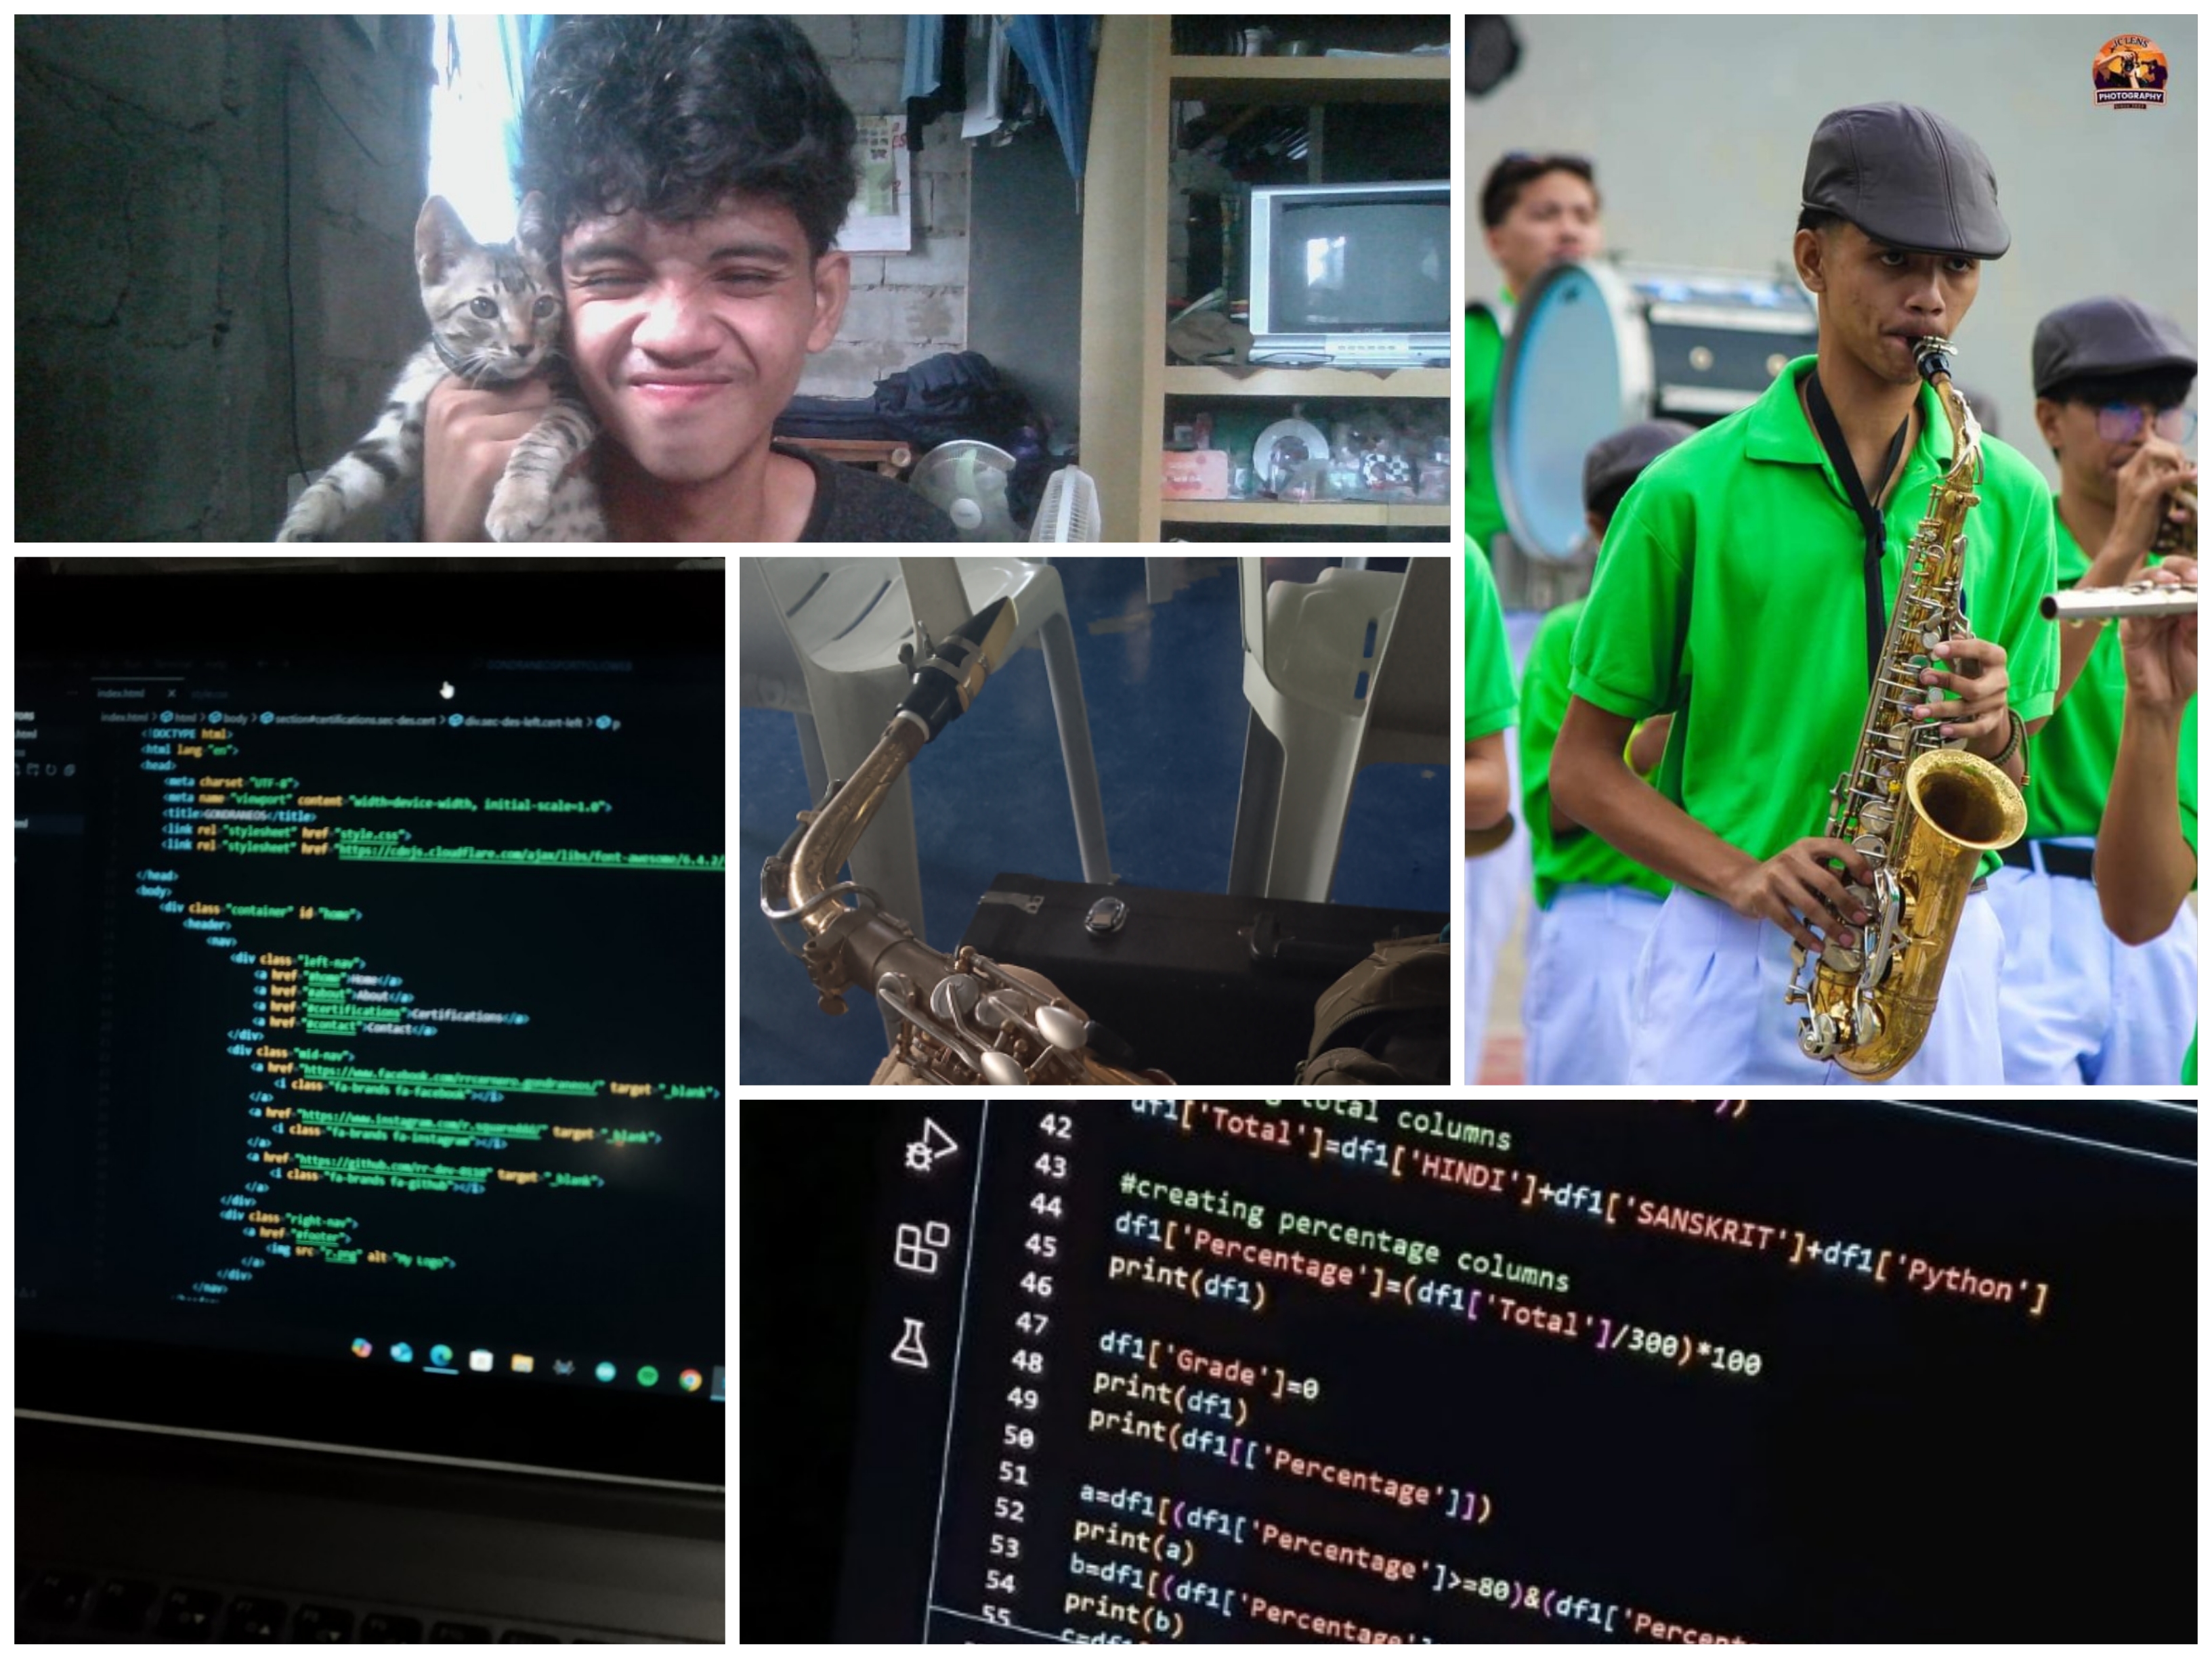 JC LENS
PHOTOGRAPHY
index.html
index.html > html > body > section#certifications.sec-des.cert > div.sec-des-left.cert-left > p
<!DOCTYPE html>
<html lang="en">
<head>
<meta charset="UTF-8">
<meta name="viewport" content="width=device-width, initial-scale=1.0">
<title>GONDRANEOS</title>
<link rel="stylesheet" href="style.css">
<link rel="stylesheet" href="https://cdnjs.cloudflare.com/ajax/libs/font-awesome/6.4.2/
</head>
<body>
<div class="container" id="home">
<header>
<nav>
<div class="left-nav">
<a href="#home">Home</a>
<a href="#about">About</a>
<a href="#certifications">Certifications</a>
<a href="#contact">Contact</a>
</div>
<div class="mid-nav">
<a href="https://www.facebook.com/ target="_blank">
<i class="fa-brands fa-facebook"></i>
</a>
<a href="https://www.instagram.com/ target="_blank">
<i class="fa-brands fa-instagram"></i>
</a>
<a href="https://github.com/ target="_blank">
<i class="fa-brands fa-github"></i>
</a>
</div>
<div class="right-nav">
<a href="#footer">
<img src="r.png" alt="My Logo">
</a>
</div>
</nav>
total columns
42 df1['Total']=df1['HINDI']+df1['SANSKRIT']+df1['Python']
43
44 #creating percentage columns
45 df1['Percentage']=(df1['Total']/300)*100
46 print(df1)
47
48 df1['Grade']=0
49 print(df1)
50 print(df1[['Percentage']])
51
52 a=df1[(df1['Percentage']>=80)&(df1['Percent
53 print(a)
54 b=df1[(df1['Percentage']
55 print(b)
c=df1